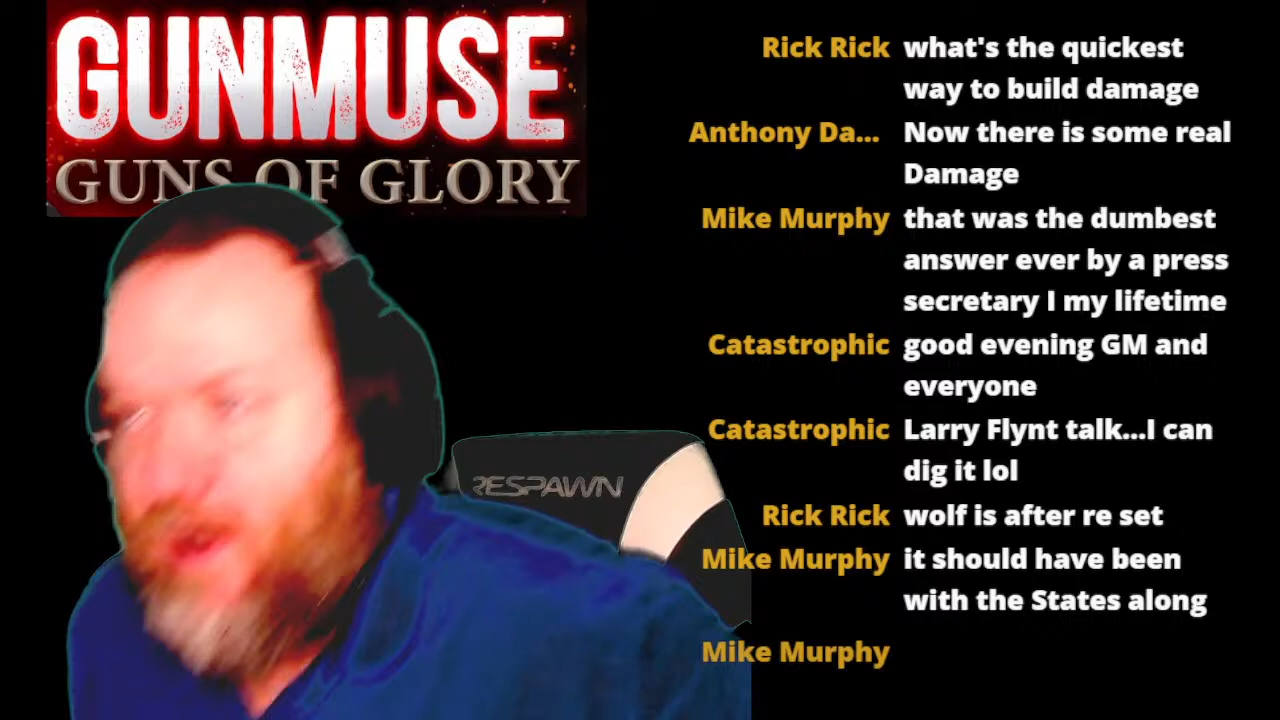 GUNMUSE
GUNS OF GLORY
RESPAWN
Rick Rick what's the quickest
way to build damage
Anthony Da... Now there is some real
Damage
Mike Murphy that was the dumbest
answer ever by a press
secretary I my lifetime
Catastrophic good evening GM and
everyone
Catastrophic Larry Flynt talk...I can
dig it lol
Rick Rick wolf is after re set
Mike Murphy it should have been
with the States along
Mike Murphy